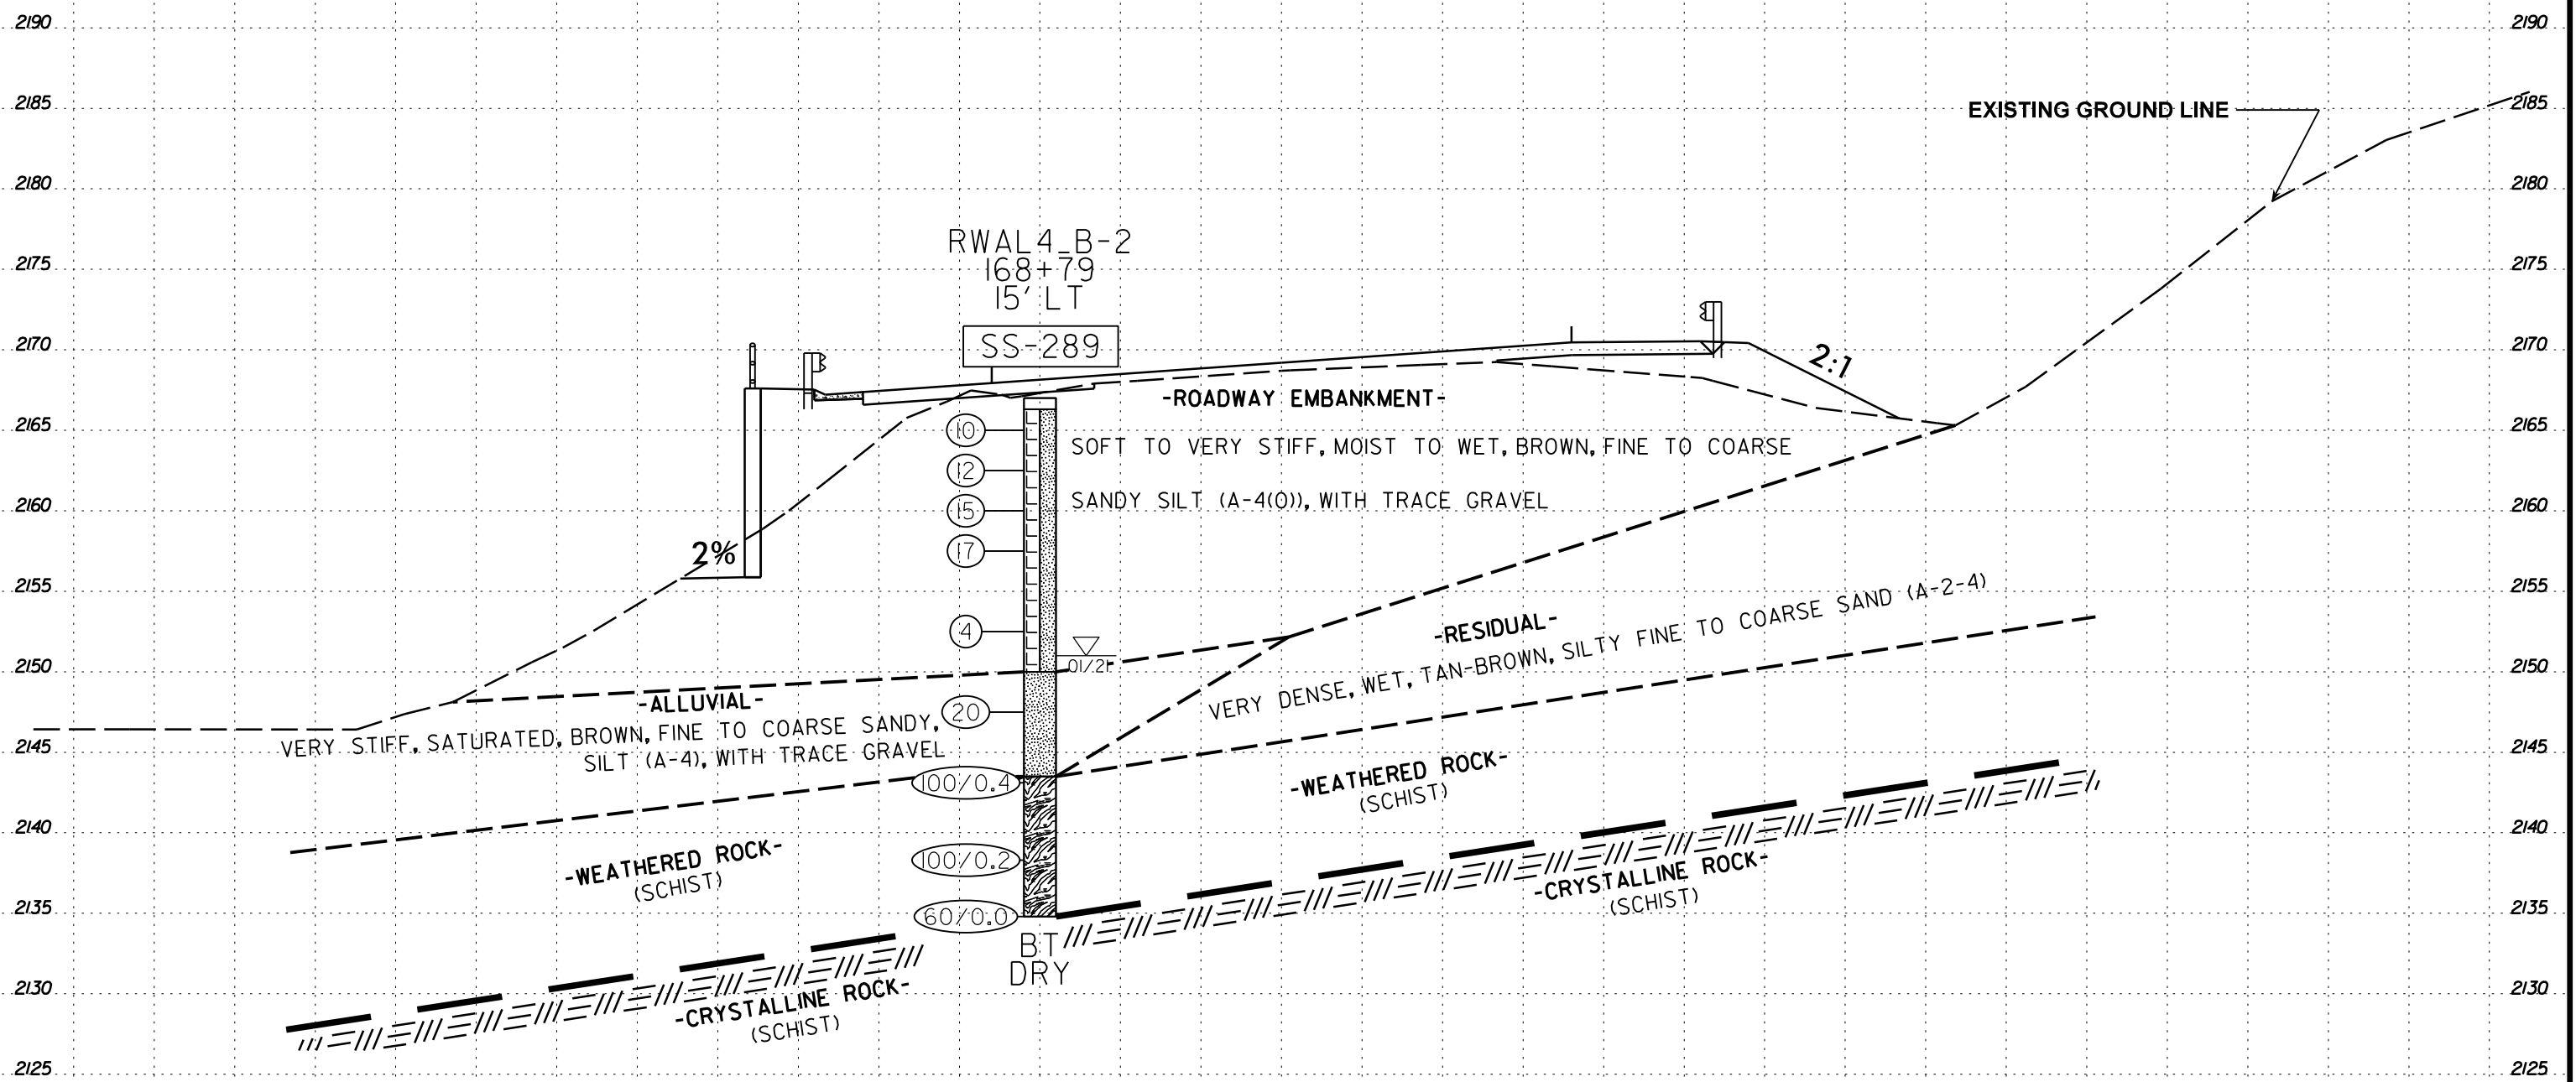 2190 2190
2185 EXISTING GROUND LINE 2185
2180 2180
RWAL4_B-2
2175 168+79 2175
15' LT
2170 SS-289 2:1 2170
-ROADWAY EMBANKMENT-
2165 10 2165
SOFT TO VERY STIFF, MOIST TO WET, BROWN, FINE TO COARSE
12
2160 15 SANDY SILT (A-4(0)), WITH TRACE GRAVEL 2160
2% 17
2155 2155
4 -RESIDUAL-
VERY DENSE, WET, TAN-BROWN, SILTY FINE TO COARSE SAND (A-2-4)
2150 01/21 2150
-ALLUVIAL-
20
VERY STIFF, SATURATED, BROWN, FINE TO COARSE SANDY,
SILT (A-4), WITH TRACE GRAVEL
2145 2145
100/0.4 -WEATHERED ROCK-
(SCHIST)
2140 2140
-WEATHERED ROCK- 100/0.2
(SCHIST)
-CRYSTALLINE ROCK-
(SCHIST)
2135 60/0.0 2135
BT
DRY
2130 2130
-CRYSTALLINE ROCK-
(SCHIST)
2125 2125